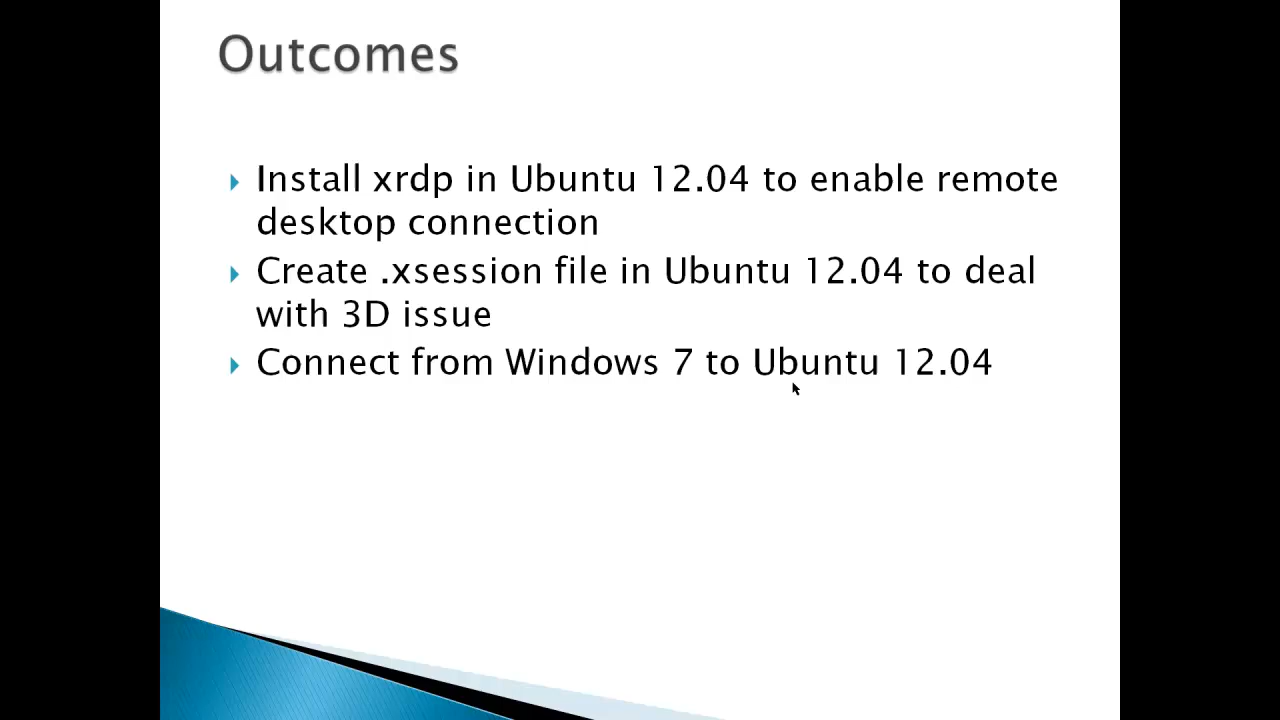 Outcomes
Install xrdp in Ubuntu 12.04 to enable remote
desktop connection
Create .xsession file in Ubuntu 12.04 to deal
with 3D issue
Connect from Windows 7 to Ubuntu 12.04